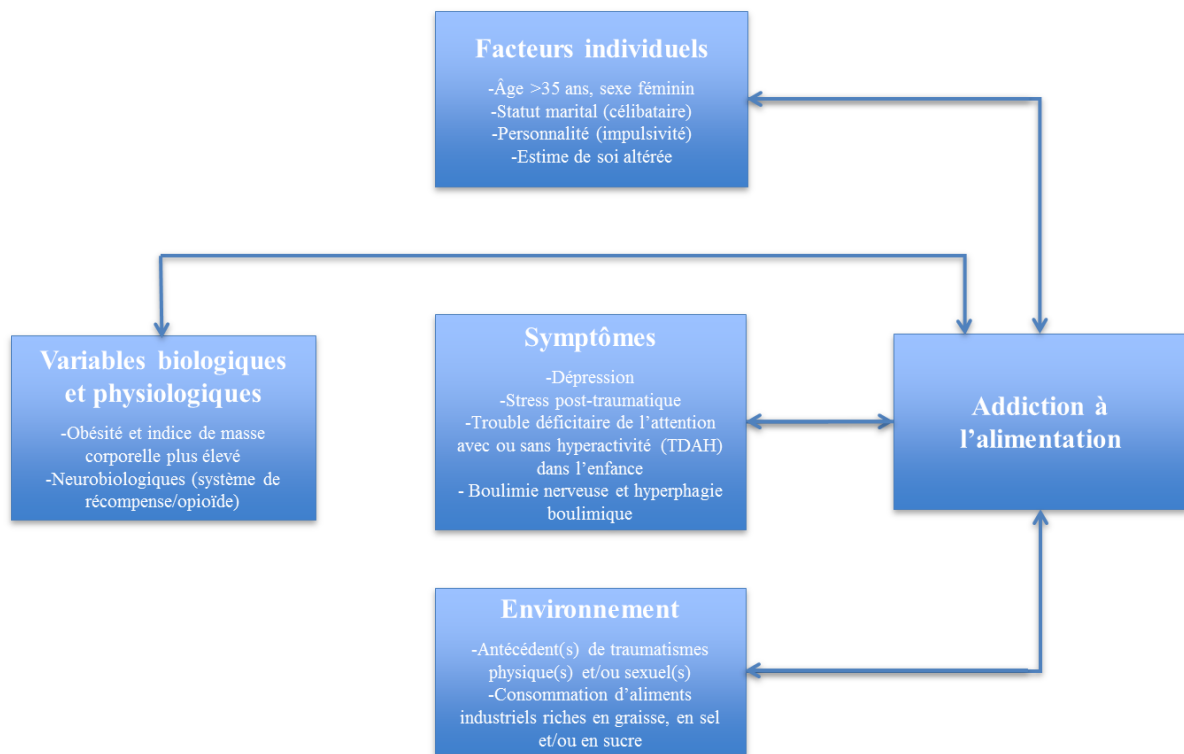 Facteurs individuels
-Âge >35 ans, sexe féminin
-Statut marital (célibataire)
-Personnalité (impulsivité)
-Estime de soi altérée
Variables biologiques
et physiologiques
-Obésité et indice de masse
corporelle plus élevé
-Neurobiologiques (système de
récompense/opioïde)
Symptômes
-Dépression
-Stress post-traumatique
-Trouble déficitaire de l’attention
avec ou sans hyperactivité (TDAH)
dans l’enfance
- Boulimie nerveuse et hyperphagie
boulimique
Addiction à
l’alimentation
Environnement
-Antécédent(s) de traumatismes
physique(s) et/ou sexuel(s)
-Consommation d’aliments
industriels riches en graisse, en sel
et/ou en sucre